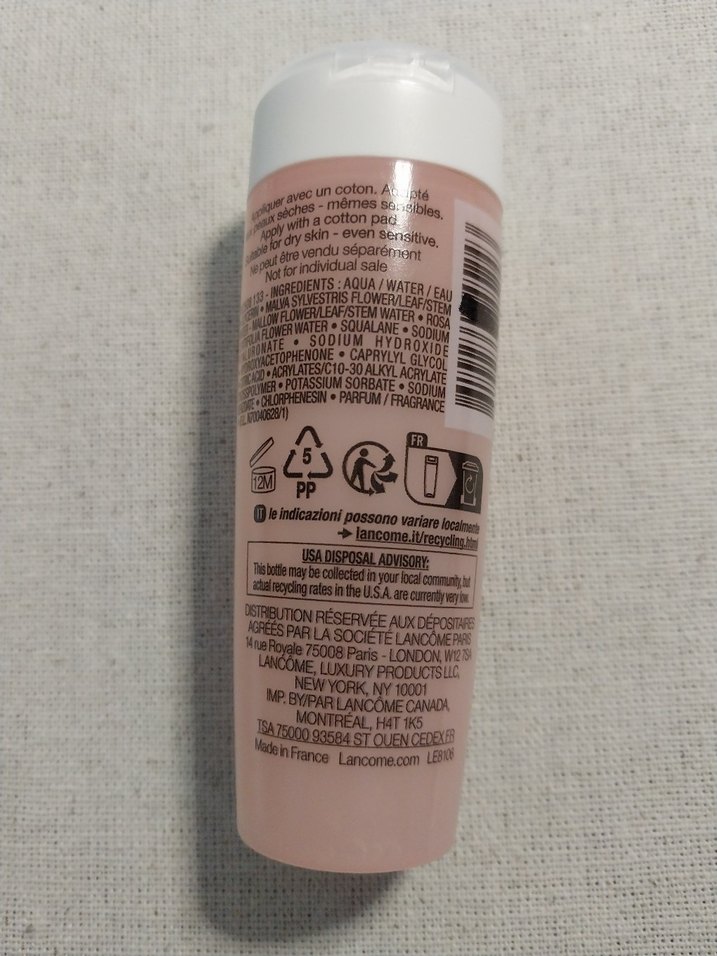 Appliquer avec un coton. Adapté
peaux sèches - mêmes sensibles.
Apply with a cotton pad.
Suitable for dry skin - even sensitive.
Ne peut être vendu séparément
Not for individual sale
133 - INGREDIENTS : AQUA / WATER / EAU
• MALVA SYLVESTRIS FLOWER/LEAF/STEM
MALLOW FLOWER/LEAF/STEM WATER • ROSA
FLOWER WATER • SQUALANE • SODIUM
• SODIUM HYDROXIDE
• CAPRYLYL GLYCOL
• ACRYLATES/C10-30 ALKYL ACRYLATE
• POTASSIUM SORBATE • SODIUM
• CHLORPHENESIN • PARFUM / FRAGRANCE
12M
5
PP
FR
IT le indicazioni possono variare localmente
lancome.it/recycling.html
USA DISPOSAL ADVISORY:
This bottle may be collected in your local community, but
actual recycling rates in the U.S.A. are currently very low.
DISTRIBUTION RÉSERVÉE AUX DÉPOSITAIRES
AGRÉÉS PAR LA SOCIÉTÉ LANCÔME PARIS
14 rue Royale 75008 Paris - LONDON, W12 7SA
LANCÔME, LUXURY PRODUCTS LLC,
NEW YORK, NY 10001
IMP. BY/PAR LANCÔME CANADA,
MONTRÉAL, H4T 1K5
TSA 75000 93584 ST OUEN CEDEX FR
Made in France Lancome.com LE8106